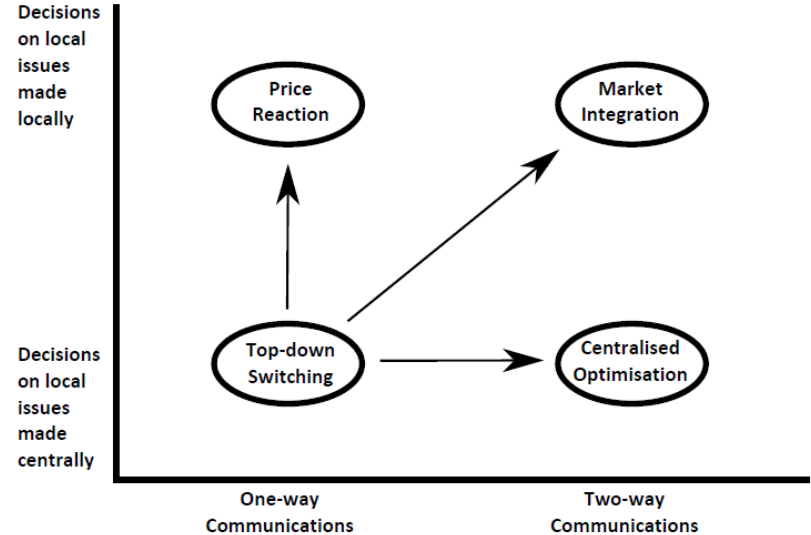 Decisions
on local
issues
made
locally
Price
Reaction
Market
Integration
Decisions
on local
issues
made
centrally
Top-down
Switching
Centralised
Optimisation
One-way
Communications
Two-way
Communications